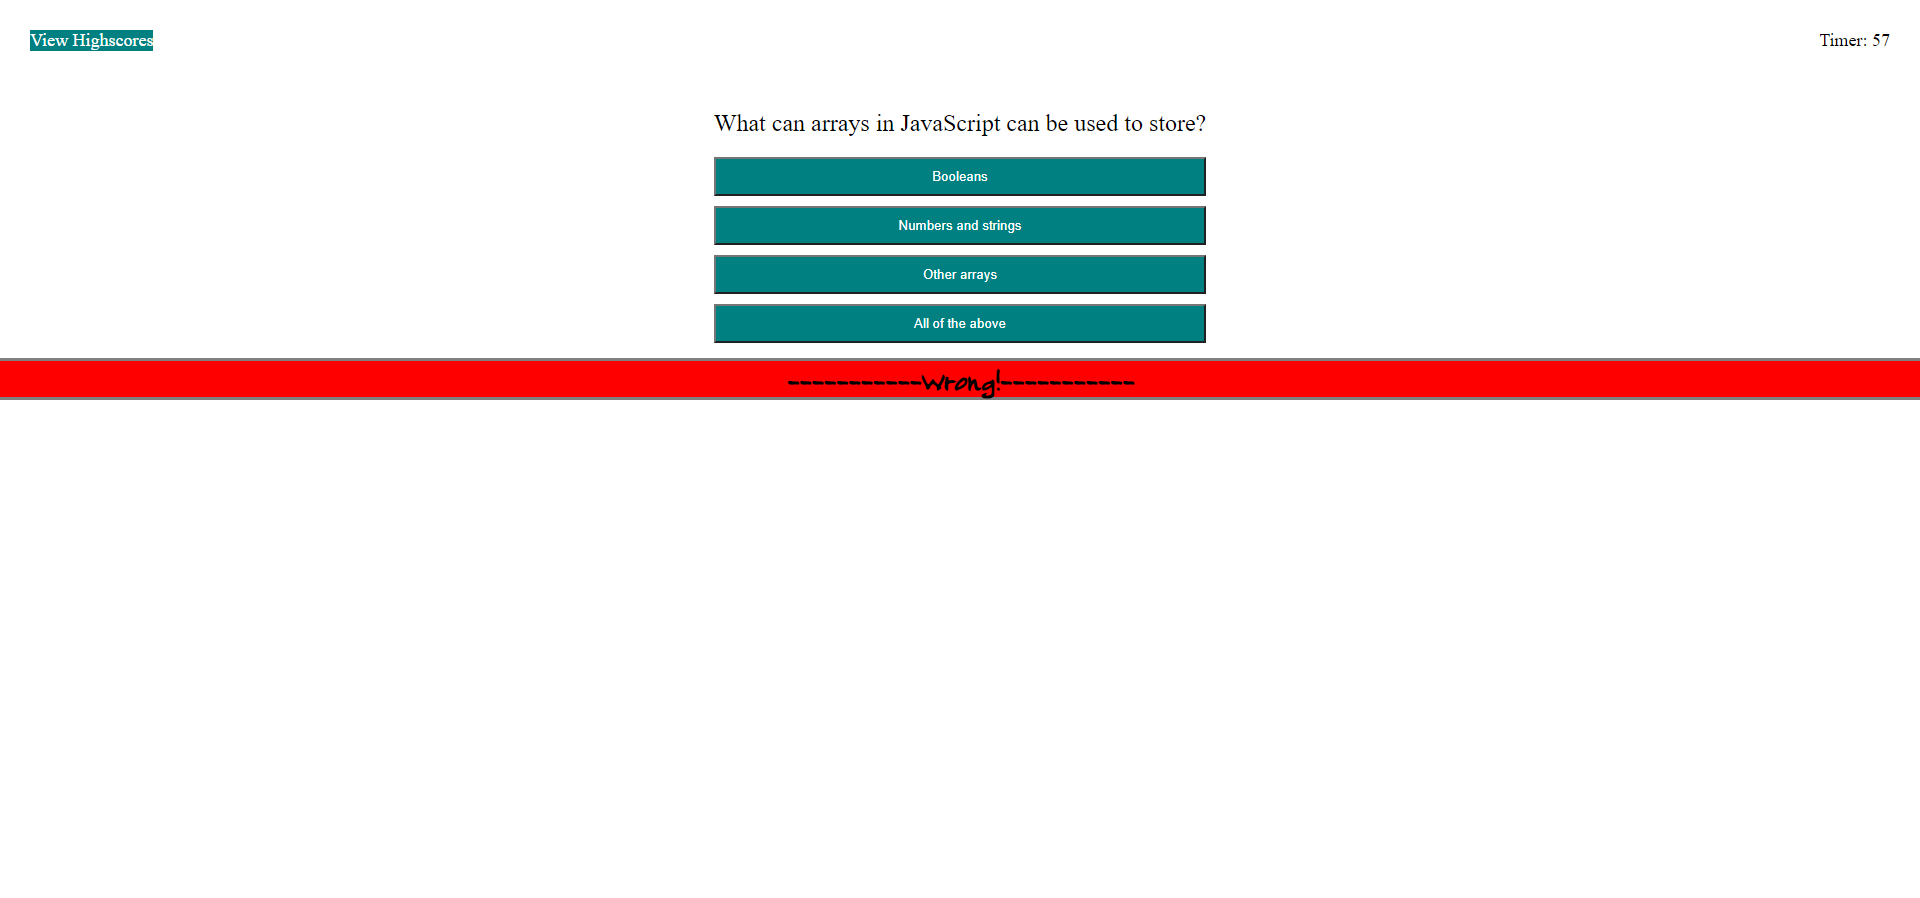 View Highscores
Timer: 57
What can arrays in JavaScript can be used to store?
Booleans
Numbers and strings
Other arrays
All of the above
-----------Wrong!-----------